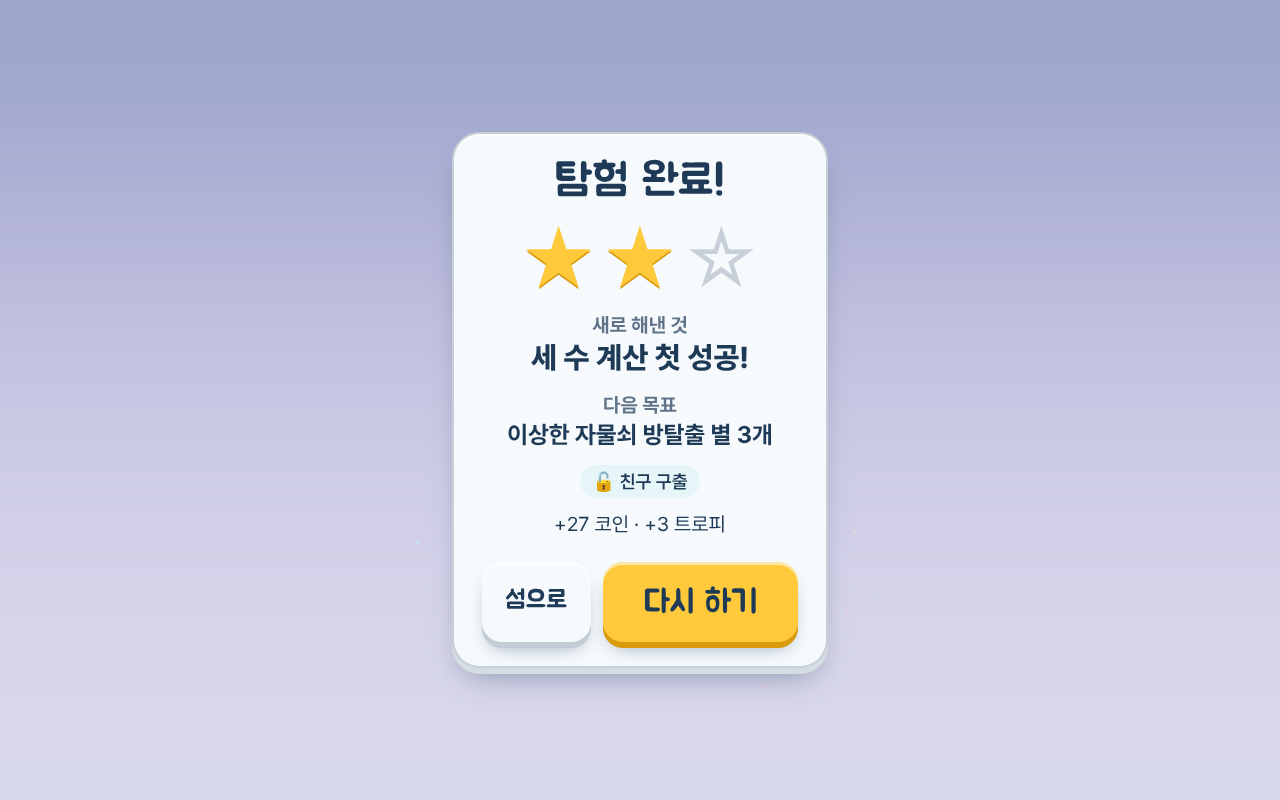 탐험 완료!
새로 해낸 것
세 수 계산 첫 성공!
다음 목표
이상한 자물쇠 방탈출 별 3개
🔓 친구 구출
+27 코인 · +3 트로피
섬으로
다시 하기